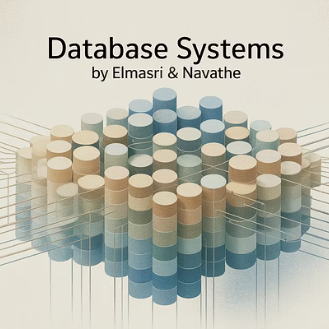 Database Systems
by Elmasri & Navathe